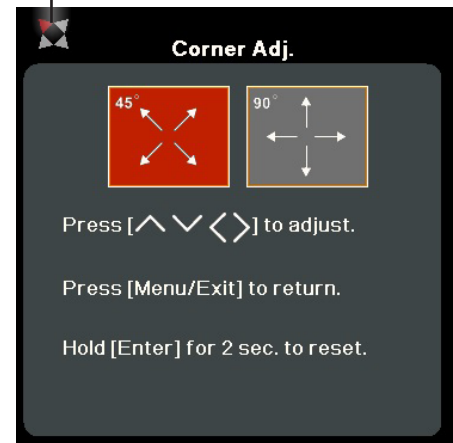 Corner Adj.
45° 90°
Press [︿﹀〈〉] to adjust.
Press [Menu/Exit] to return.
Hold [Enter] for 2 sec. to reset.